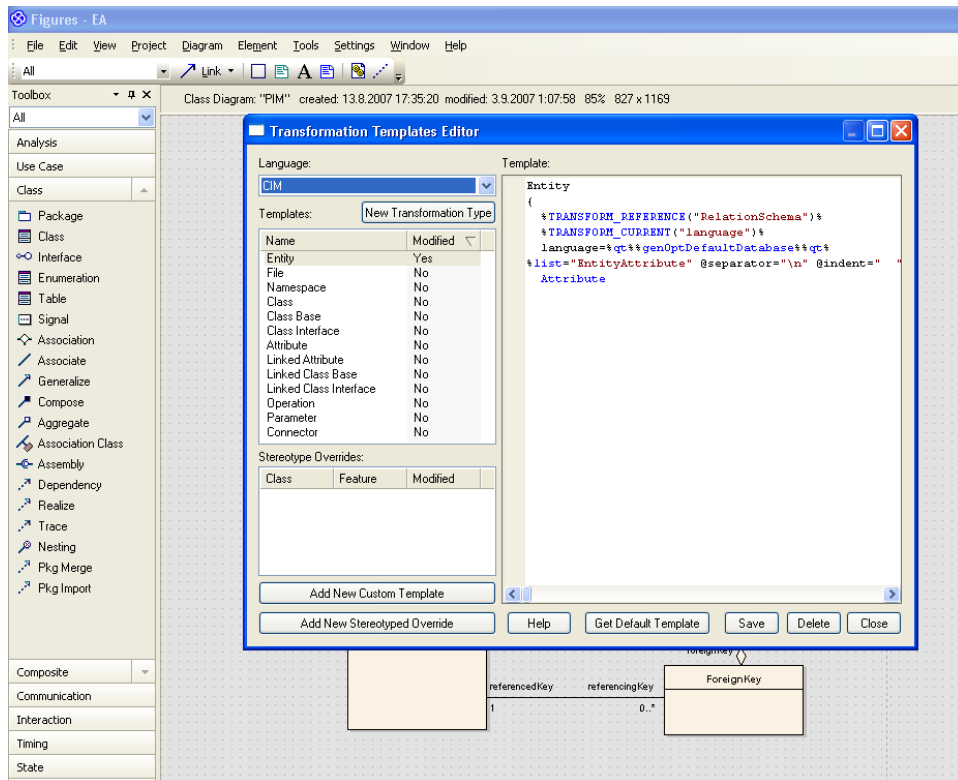 Figures - EA
File Edit View Project Diagram Element Tools Settings Window Help
All Link A
Toolbox
Class Diagram: "PIM" created: 13.8.2007 17:35:20 modified: 3.9.2007 1:07:58 85% 827 x 1169
All
Analysis
Use Case
Class
Package
Class
Interface
Enumeration
Table
Signal
Association
Associate
Generalize
Compose
Aggregate
Association Class
Assembly
Dependency
Realize
Trace
Nesting
Pkg Merge
Pkg Import
Composite
Communication
Interaction
Timing
State
Transformation Templates Editor
Language:
CIM
Templates: New Transformation Type
Name Modified
Entity Yes
File No
Namespace No
Class No
Class Base No
Class Interface No
Attribute No
Linked Attribute No
Linked Class Base No
Linked Class Interface No
Operation No
Parameter No
Connector No
Stereotype Overrides:
Class Feature Modified
Add New Custom Template
Add New Stereotyped Override
Template:
Entity
{
%TRANSFORM_REFERENCE("RelationSchema")%
%TRANSFORM_CURRENT("language")%
language=%qt%%genOptDefaultDatabase%%qt%
%list="EntityAttribute" @separator="\n" @indent=" "
Attribute
Help Get Default Template Save Delete Close
foreignKey
ForeignKey
referencedKey referencingKey
1 0..*